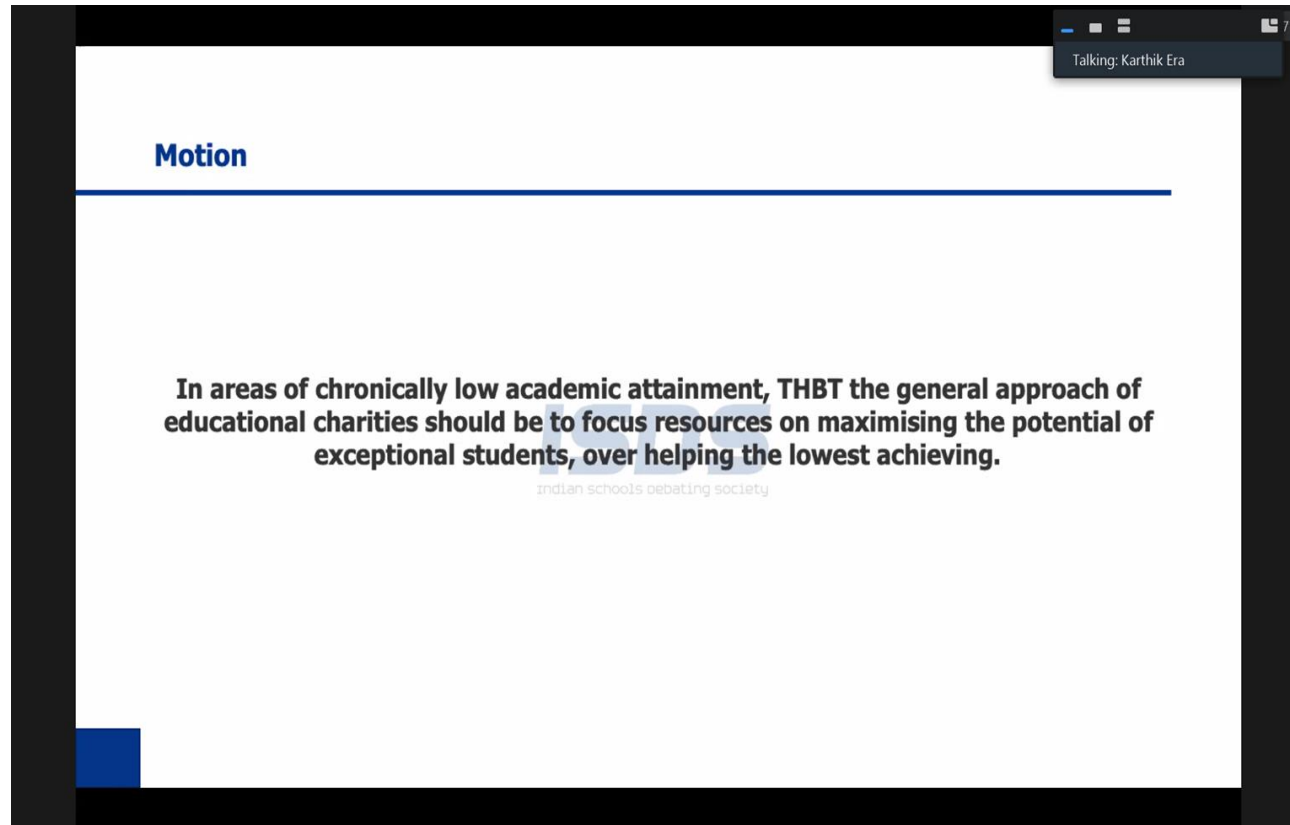 7
Talking: Karthik Era
Motion
In areas of chronically low academic attainment, THBT the general approach of
educational charities should be to focus resources on maximising the potential of
exceptional students, over helping the lowest achieving.
ISDS
Indian schools debating society